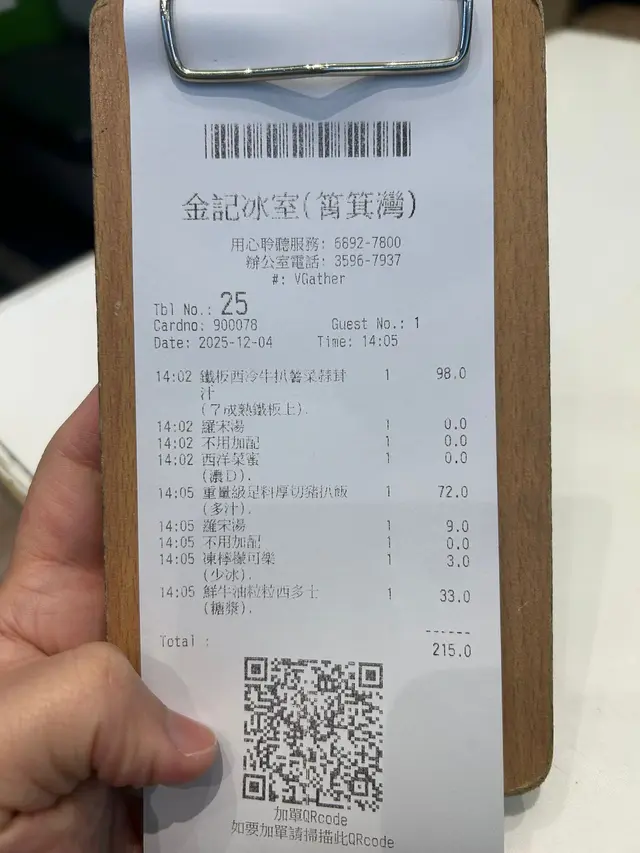 金記冰室(筲箕灣)
用心聆聽服務: 6692-7800
辦公室電話: 3596-7937
#: VGather
Tbl No.: 25
Cardno: 900078 Guest No.: 1
Date: 2025-12-04 Time: 14:05
14:02 鐵板西冷牛扒薯菜蒜茸 1 98.0
汁
(7成熟鐵板上).
14:02 羅宋湯 1 0.0
14:02 不用加配 1 0.0
14:02 西洋菜蜜 1 0.0
(濃D).
14:05 重量級足料厚切豬扒飯 1 72.0
(多汁).
14:05 羅宋湯 1 9.0
14:05 不用加配 1 0.0
14:05 凍檸檬可樂 1 3.0
(少冰).
14:05 鮮牛油粒粒西多士 1 33.0
(糖漿).
------
Total : 215.0
加單QRcode
如要加單請掃描此QRcode